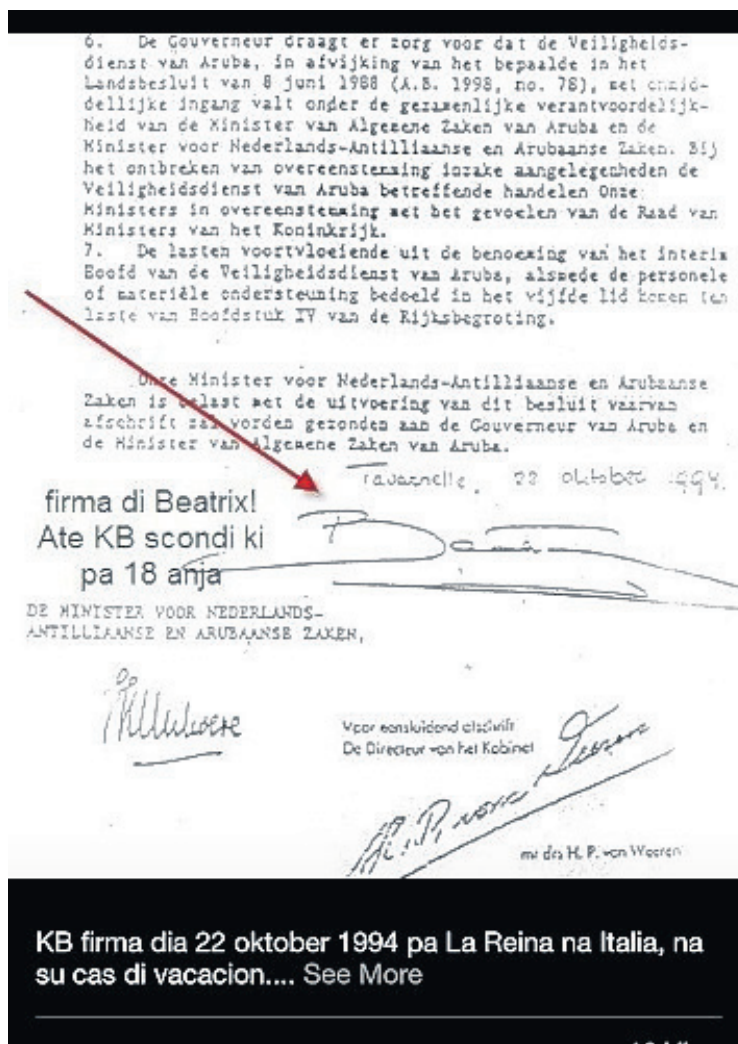 6. De Gouverneur draagt er zorg voor dat de Veiligheids-
dienst van Aruba, in afwijking van het bepaalde in het
Landsbesluit van 8 juni 1988 (A.B. 1998, no. 78), met onmid-
dellijke ingang valt onder de gezamenlijke verantwoordelijk-
heid van de Minister van Algemene Zaken van Aruba en de
Minister voor Nederlands-Antilliaanse en Arubaanse Zaken. Bij
het ontbreken van overeenstemming inzake aangelegenheden de
Veiligheidsdienst van Aruba betreffende handelen Onze
Ministers in overeenstemming met het gevoelen van de Raad van
Ministers van het Koninkrijk.
7. De lasten voortvloeiende uit de benoeming van het interim
Hoofd van de Veiligheidsdienst van Aruba, alsmede de personele
of materiële ondersteuning bedoeld in het vijfde lid komen ten
laste van Hoofdstuk IV van de Rijksbegroting.
Onze Minister voor Nederlands-Antilliaanse en Arubaanse
Zaken is belast met de uitvoering van dit besluit waarvan
afschrift zal worden gezonden aan de Gouverneur van Aruba en
de Minister van Algemene Zaken van Aruba.
Tavarnelle, 22 oktober 1994.
firma di Beatrix!
Ate KB scondi ki
pa 18 anja
DE MINISTER VOOR NEDERLANDS-
ANTILLIAANSE EN ARUBAANSE ZAKEN,
Voor eensluidend afschrift
De Directeur van het Kabinet
mr drs H. P. van Weeren
KB firma dia 22 oktober 1994 pa La Reina na Italia, na
su cas di vacacion.... See More